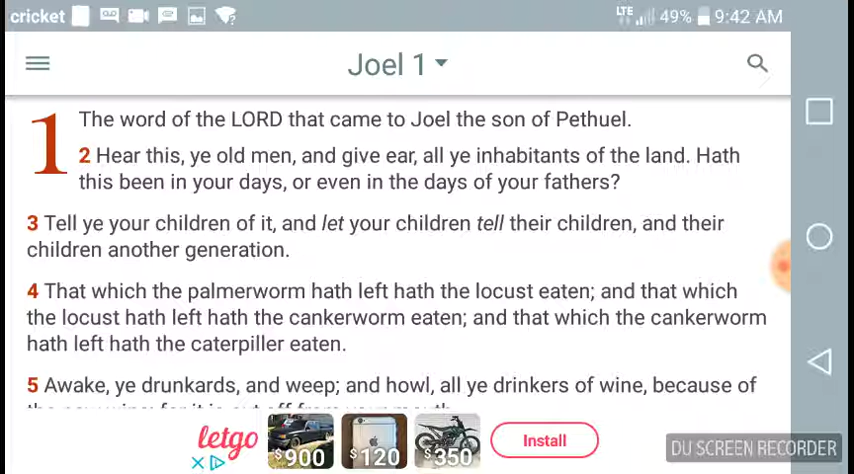 cricket LTE 49% 9:42 AM
Joel 1
1 The word of the LORD that came to Joel the son of Pethuel.
2 Hear this, ye old men, and give ear, all ye inhabitants of the land. Hath
this been in your days, or even in the days of your fathers?
3 Tell ye your children of it, and let your children tell their children, and their
children another generation.
4 That which the palmerworm hath left hath the locust eaten; and that which
the locust hath left hath the cankerworm eaten; and that which the cankerworm
hath left hath the caterpiller eaten.
5 Awake, ye drunkards, and weep; and howl, all ye drinkers of wine, because of
letgo
$900
$120
$350
Install
DU SCREEN RECORDER